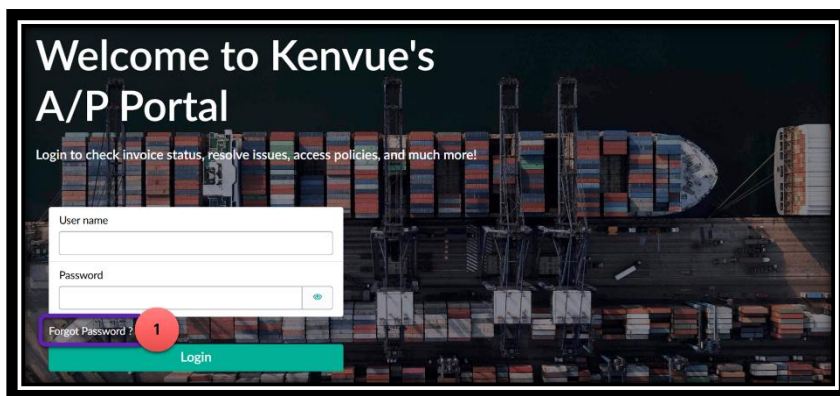 Welcome to Kenvue's
A/P Portal
Login to check invoice status, resolve issues, access policies, and much more!
User name
Password
Forgot Password ?
1
Login